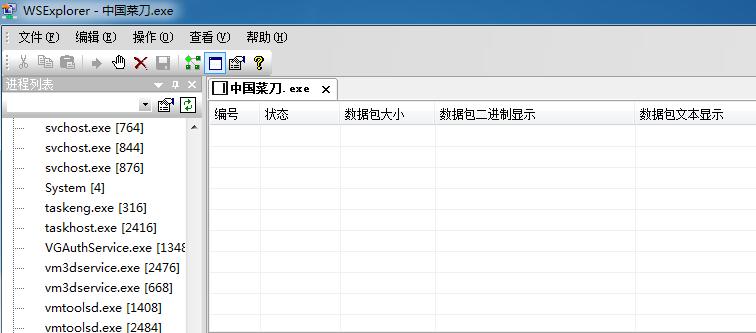 WSExplorer - 中国菜刀.exe
文件(F) 编辑(E) 操作(O) 查看(V) 帮助(H)
进程列表
中国菜刀.exe
编号 状态 数据包大小 数据包二进制显示 数据包文本显示
svchost.exe [764]
svchost.exe [844]
svchost.exe [876]
System [4]
taskeng.exe [316]
taskhost.exe [2416]
VGAuthService.exe [1348
vm3dservice.exe [2476]
vm3dservice.exe [668]
vmtoolsd.exe [1408]
vmtoolsd.exe [2484]